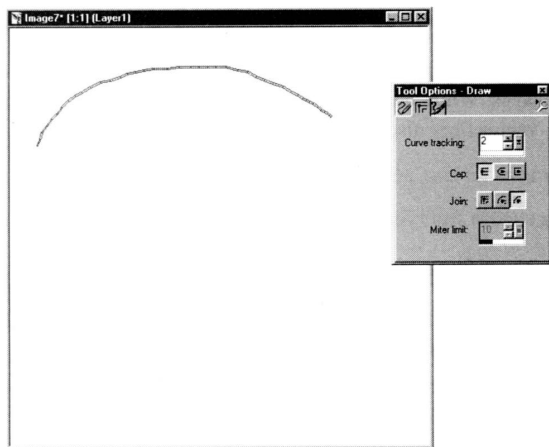 Image7* [1:1] (Layer1)
Tool Options - Draw
Curve tracking: 2
Cap:
Join:
Miter limit: 10